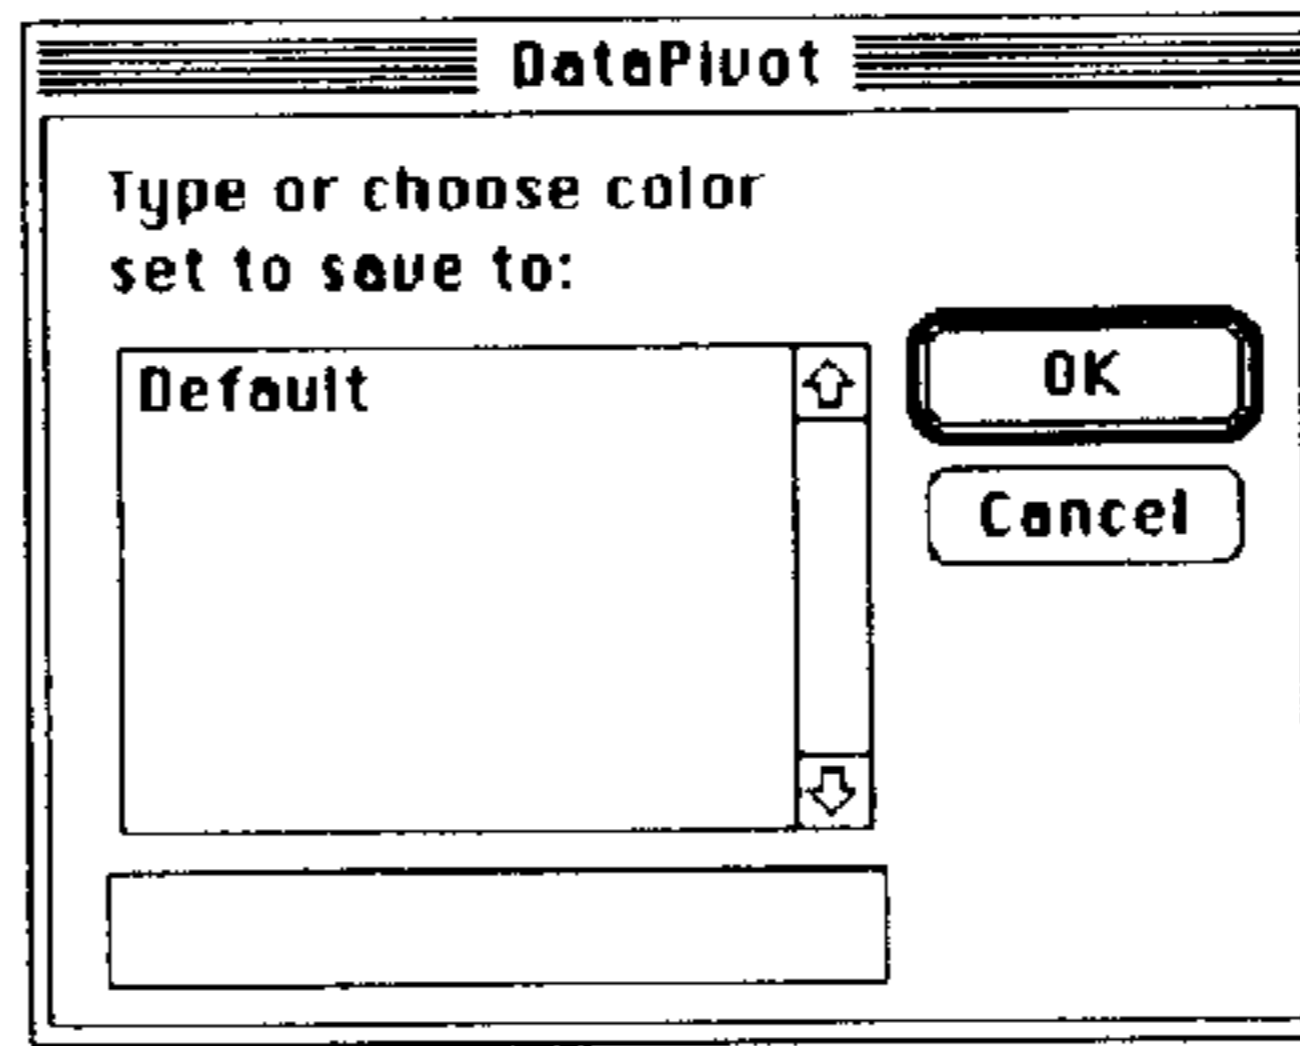 DataPivot
Type or choose color
set to save to:
Default
OK
Cancel